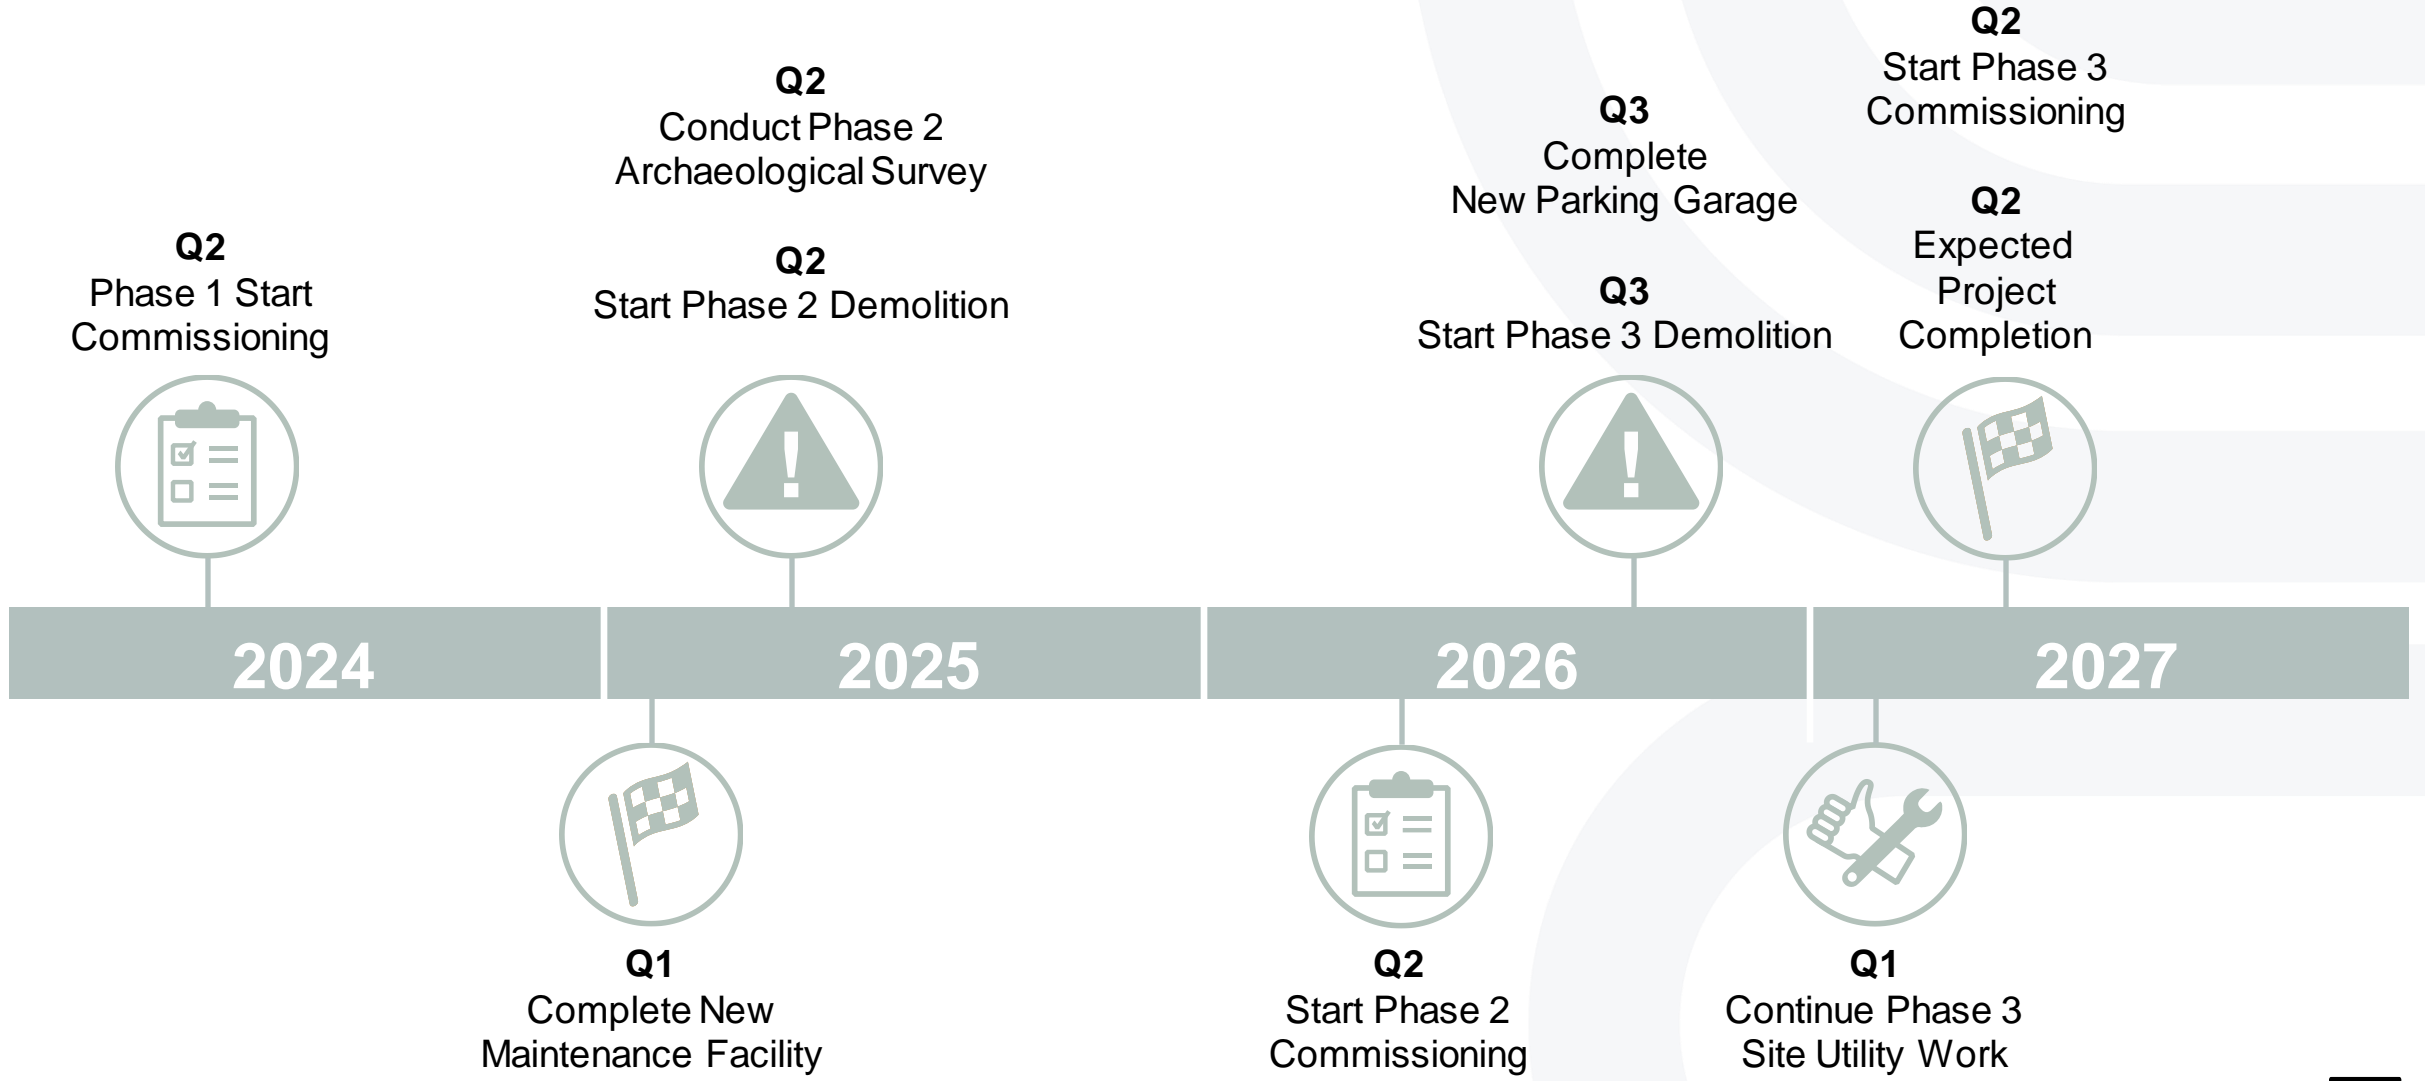 Q2
Phase 1 Start
Commissioning
Q2
Conduct Phase 2
Archaeological Survey
Q2
Start Phase 2 Demolition
Q3
Complete
New Parking Garage
Q3
Start Phase 3 Demolition
Q2
Start Phase 3
Commissioning
Q2
Expected
Project
Completion
2024
2025
2026
2027
Q1
Complete New
Maintenance Facility
Q2
Start Phase 2
Commissioning
Q1
Continue Phase 3
Site Utility Work